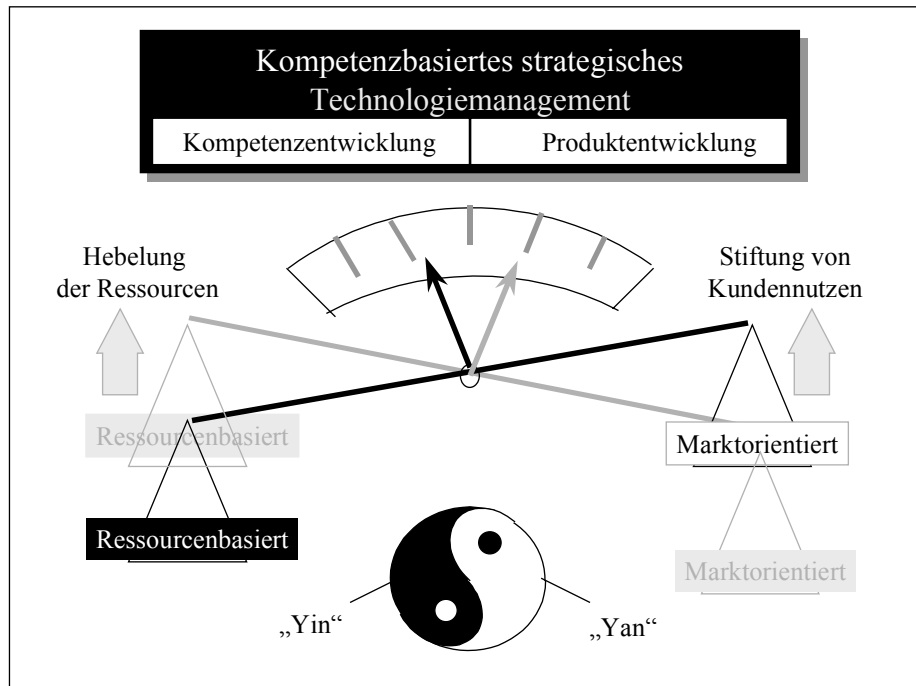 Kompetenzbasiertes strategisches
Technologiemanagement
Kompetenzentwicklung
Produktentwicklung
Hebelung
der Ressourcen
Stiftung von
Kundennutzen
Ressourcenbasiert
Marktorientiert
Ressourcenbasiert
Marktorientiert
„Yin“
„Yan“